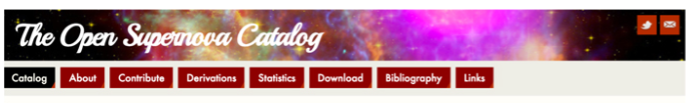 The Open Supernova Catalog
Catalog About Contribute Derivations Statistics Download Bibliography Links